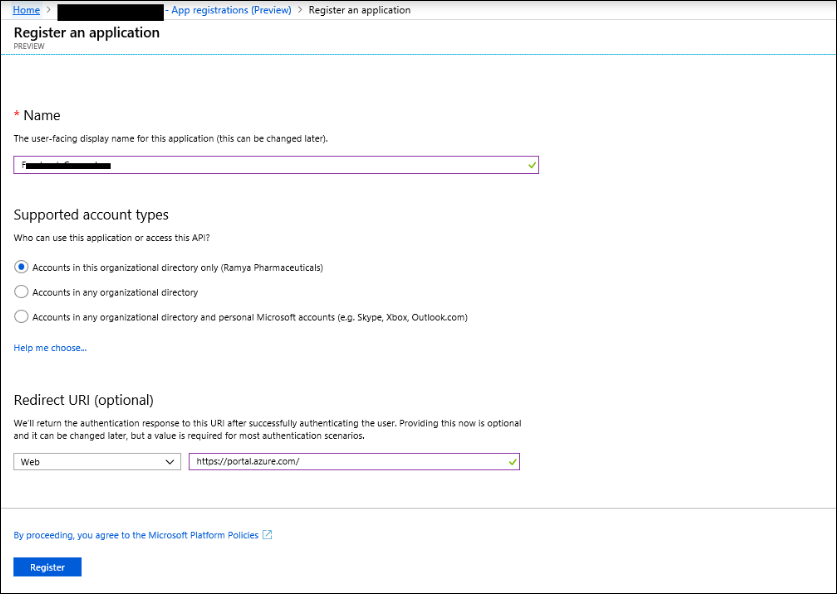 Home > - App registrations (Preview) > Register an application
Register an application
PREVIEW
* Name
The user-facing display name for this application (this can be changed later).
Supported account types
Who can use this application or access this API?
Accounts in this organizational directory only (Ramya Pharmaceuticals)
Accounts in any organizational directory
Accounts in any organizational directory and personal Microsoft accounts (e.g. Skype, Xbox, Outlook.com)
Help me choose...
Redirect URI (optional)
We'll return the authentication response to this URI after successfully authenticating the user. Providing this now is optional
and it can be changed later, but a value is required for most authentication scenarios.
Web https://portal.azure.com/
By proceeding, you agree to the Microsoft Platform Policies
Register